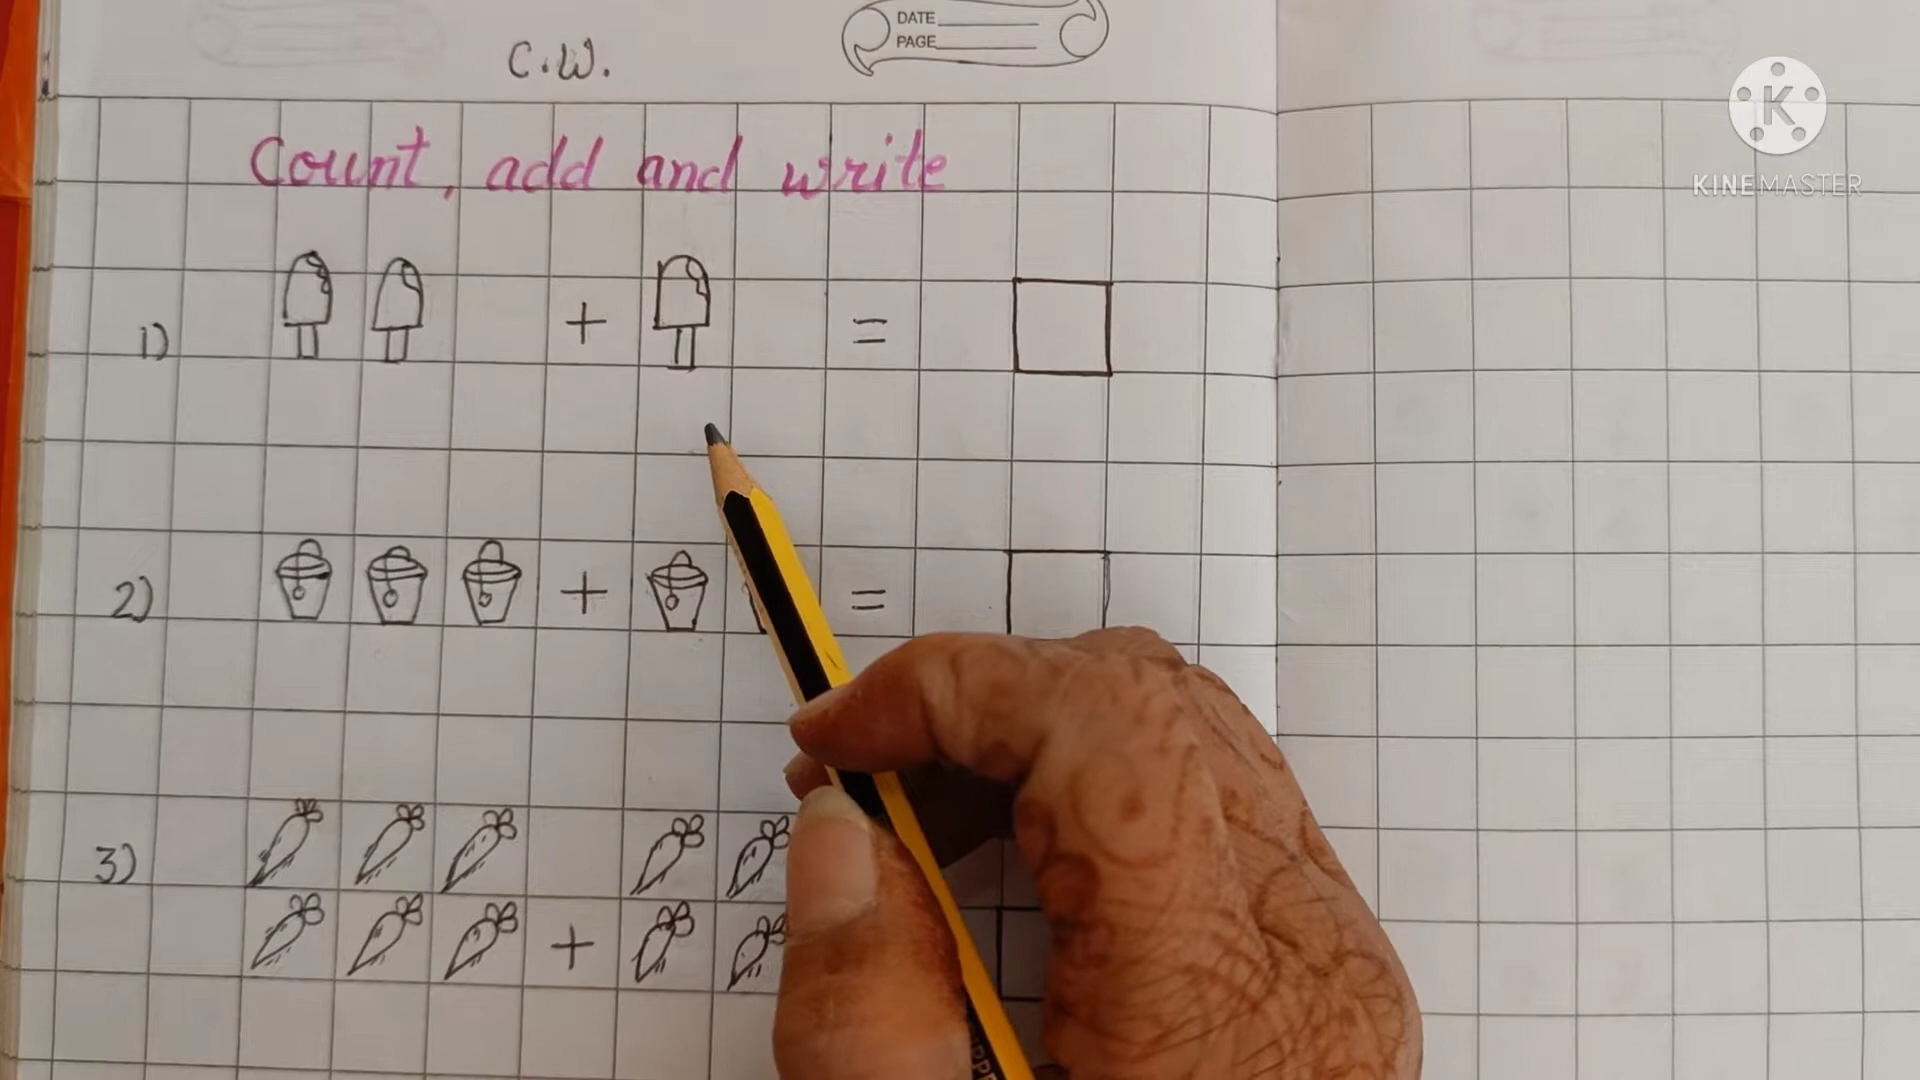 DATE
PAGE
C.W.
Count, add and write
1) + =
2) + =
3) +
K
KINEMASTER